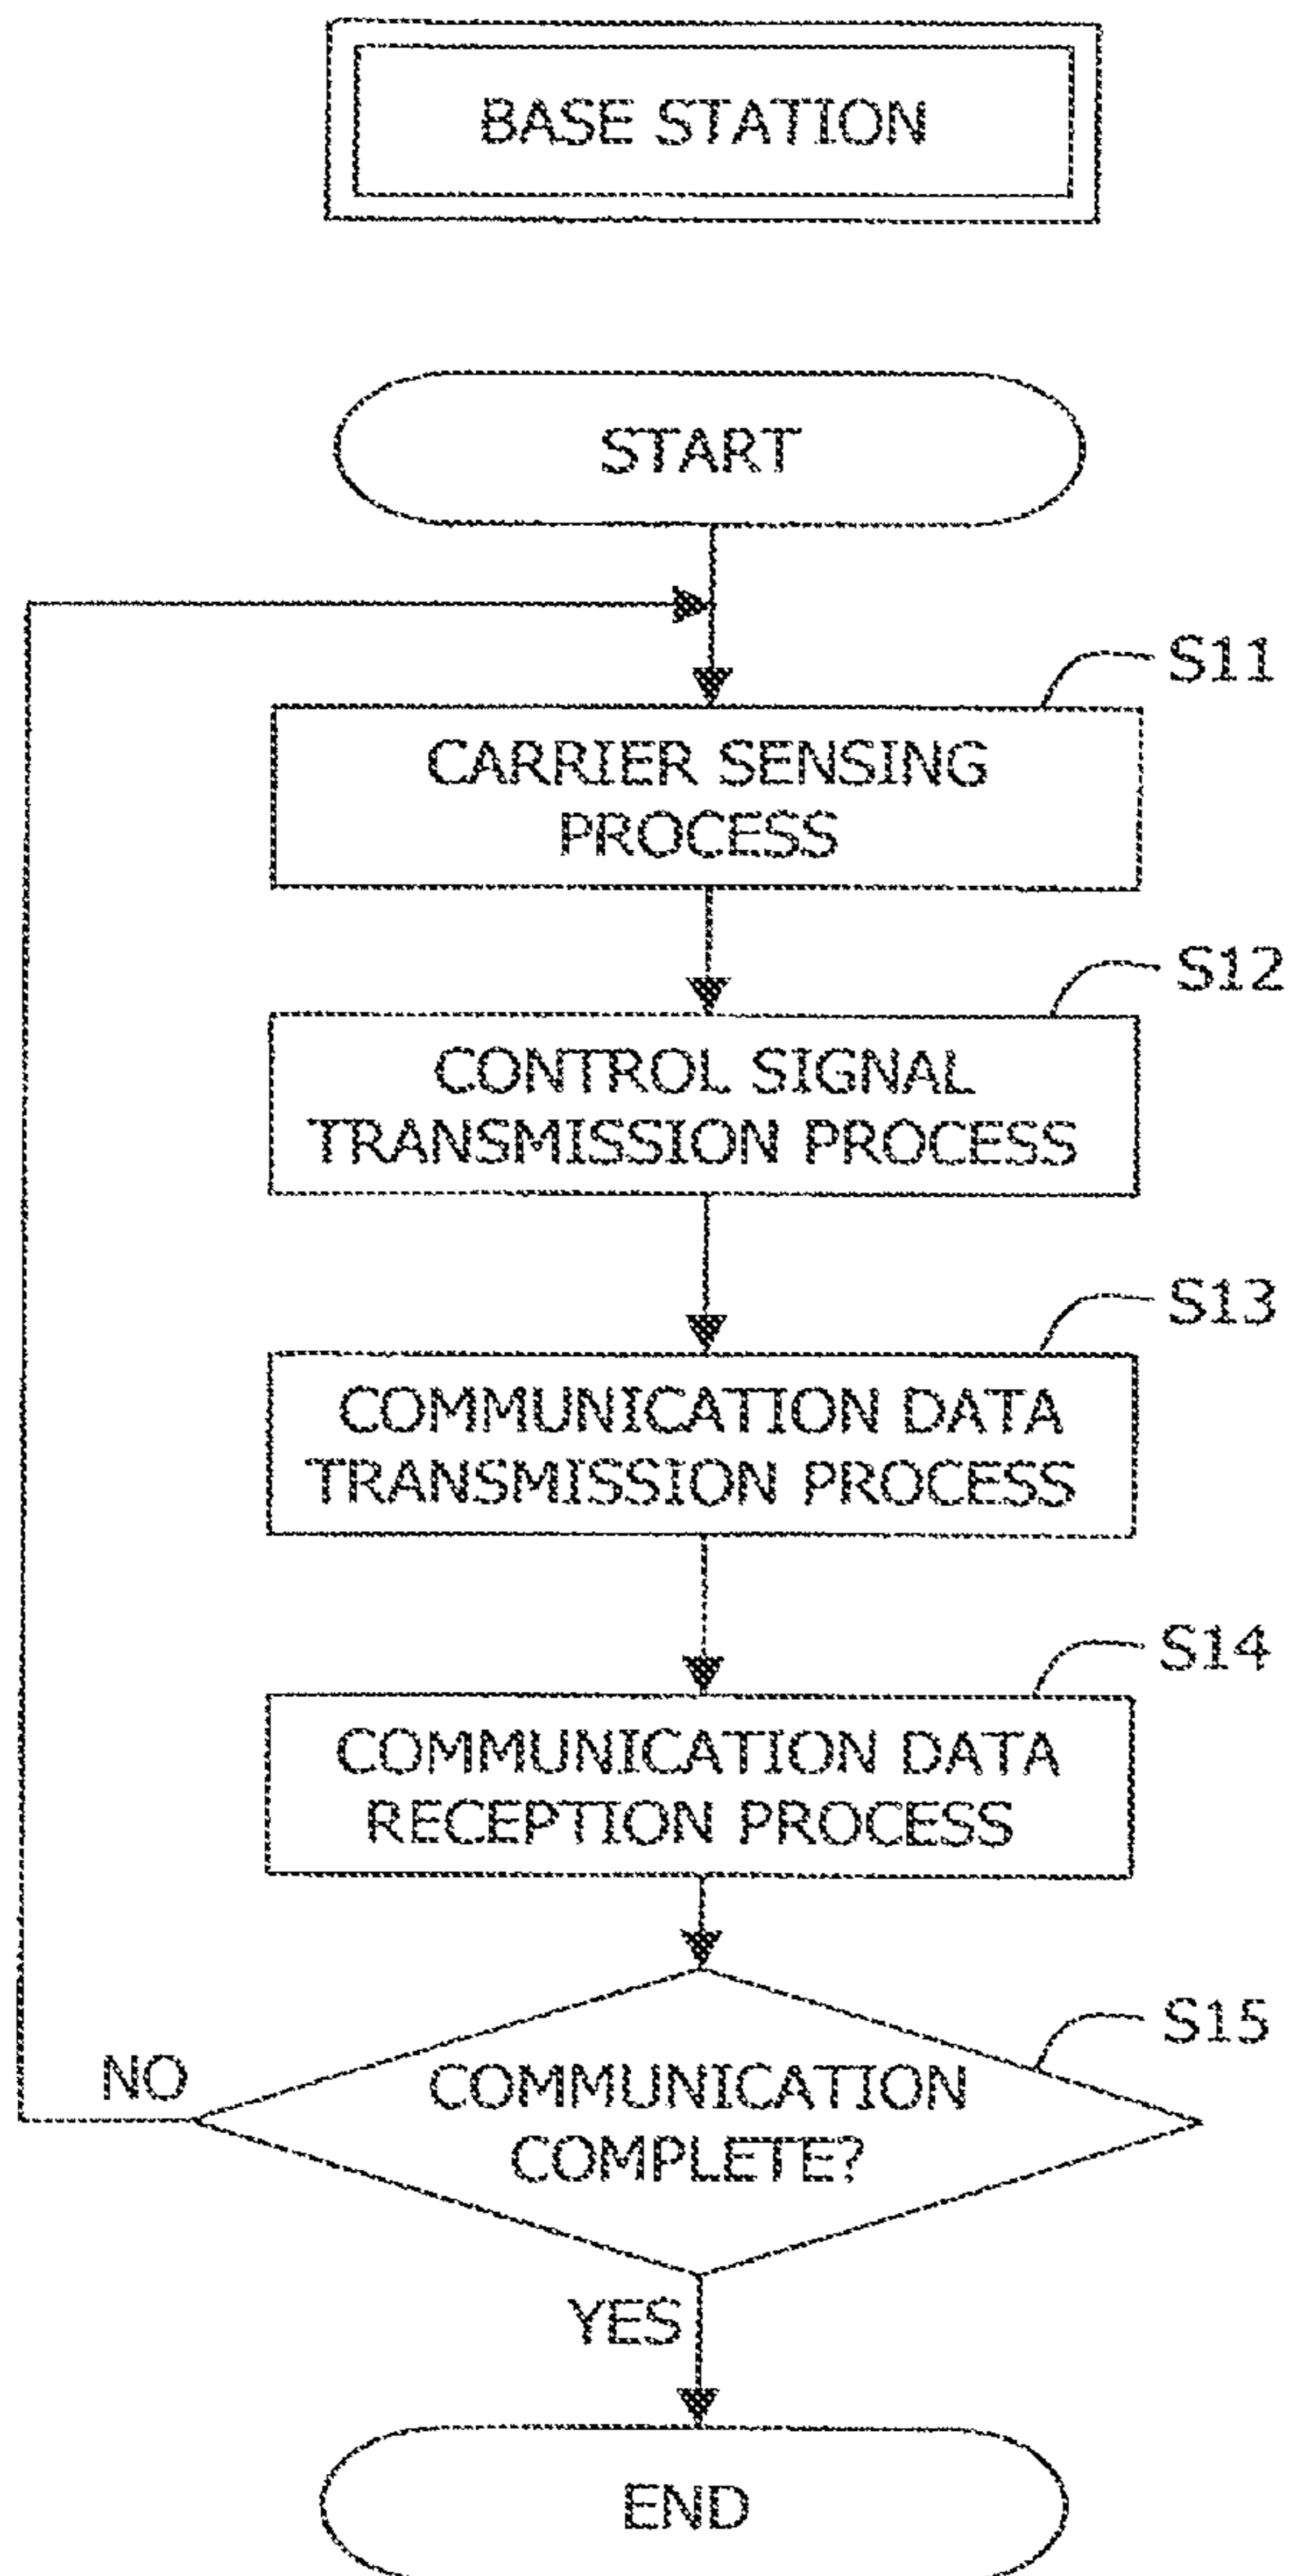 BASE STATION
START
S11
CARRIER SENSING
PROCESS
S12
CONTROL SIGNAL
TRANSMISSION PROCESS
S13
COMMUNICATION DATA
TRANSMISSION PROCESS
S14
COMMUNICATION DATA
RECEPTION PROCESS
S15
NO
COMMUNICATION
COMPLETE?
YES
END